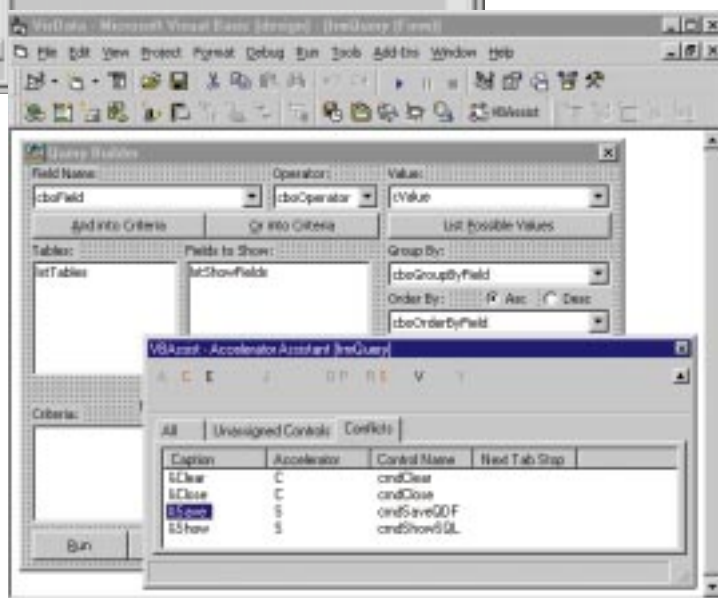 VisData - Microsoft Visual Basic [design] - [frmQuery (Form)]
File Edit View Project Format Debug Run Tools Add-Ins Window Help
VBAssist
Query Builder
Field Name: Operator: Value:
cboField cboOperator cValue
And into Criteria Or into Criteria List Possible Values
Tables: Fields to Show: Group By:
lstTables lstShowFields cboGroupByField
Order By: Asc Desc
cboOrderByField
VBAssist - Accelerator Assistant [frmQuery]
A C E J O P R S V Y
Criteria:
All Unassigned Controls Conflicts
Caption Accelerator Control Name Next Tab Stop
&Clear C cmdClear
&Close C cmdClose
&Save S cmdSaveQDF
&Show S cmdShowSQL
Run